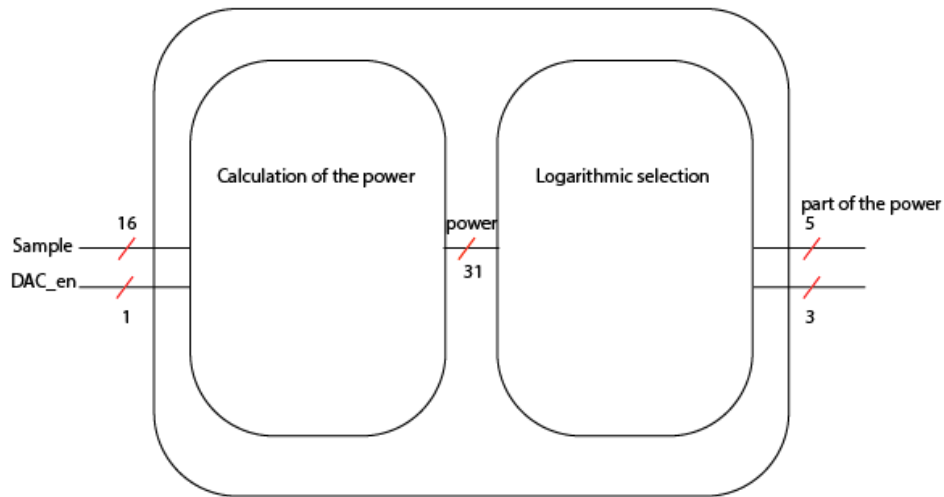 Calculation of the power
Logarithmic selection
16
power
part of the power
5
Sample
DAC_en
31
1
3